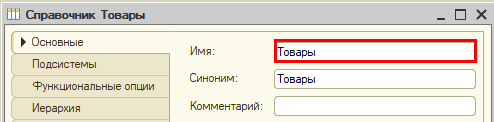 Справочник Товары
Основные
Подсистемы
Функциональные опции
Иерархия
Имя:
Товары
Синоним:
Товары
Комментарий: